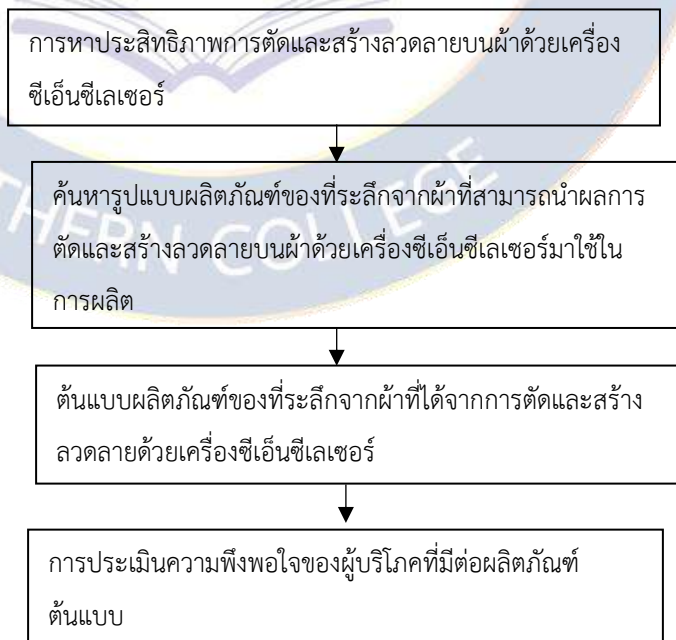 การหาประสิทธิภาพการตัดและสร้างลวดลายบนผ้าด้วยเครื่อง
ซีเอ็นซีเลเซอร์
ค้นหารูปแบบผลิตภัณฑ์ของที่ระลึกจากผ้าที่สามารถนำผลการ
ตัดและสร้างลวดลายบนผ้าด้วยเครื่องซีเอ็นซีเลเซอร์มาใช้ใน
การผลิต
THERN COLLEGE
ต้นแบบผลิตภัณฑ์ของที่ระลึกจากผ้าที่ได้จากการตัดและสร้าง
ลวดลายด้วยเครื่องซีเอ็นซีเลเซอร์
การประเมินความพึงพอใจของผู้บริโภคที่มีต่อผลิตภัณฑ์
ต้นแบบ